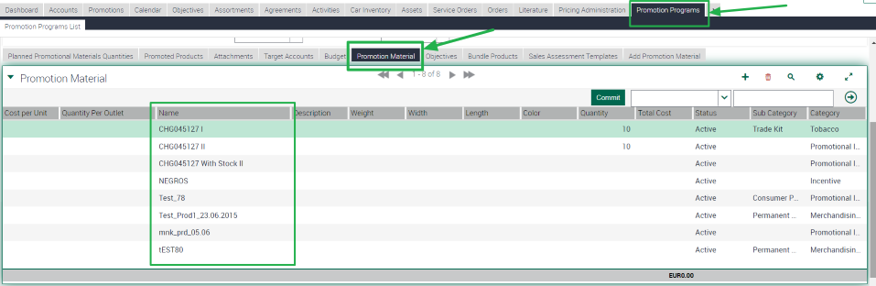 Dashboard Accounts Promotions Calendar Objectives Assortments Agreements Activities Car Inventory Assets Service Orders Orders Literature Pricing Administration Promotion Programs
Promotion Programs List
Planned Promotional Materials Quantities Promoted Products Attachments Target Accounts Budget Promotion Material Objectives Bundle Products Sales Assessment Templates Add Promotion Material
Promotion Material 1 - 8 of 8
Commit
Cost per Unit Quantity Per Outlet Name Description Weight Width Length Color Quantity Total Cost Status Sub Category Category
CHG045127 I 10 Active Trade Kit Tobacco
CHG045127 II 10 Active Promotional I...
CHG045127 With Stock II Active Promotional I...
NEGROS Active Incentive
Test_78 Active Consumer P... Promotional I...
Test_Prod1_23.06.2015 Active Permanent ... Merchandisin...
mnk_prd_05.06 Active Promotional I...
tEST80 Active Permanent ... Merchandisin...
EUR0.00